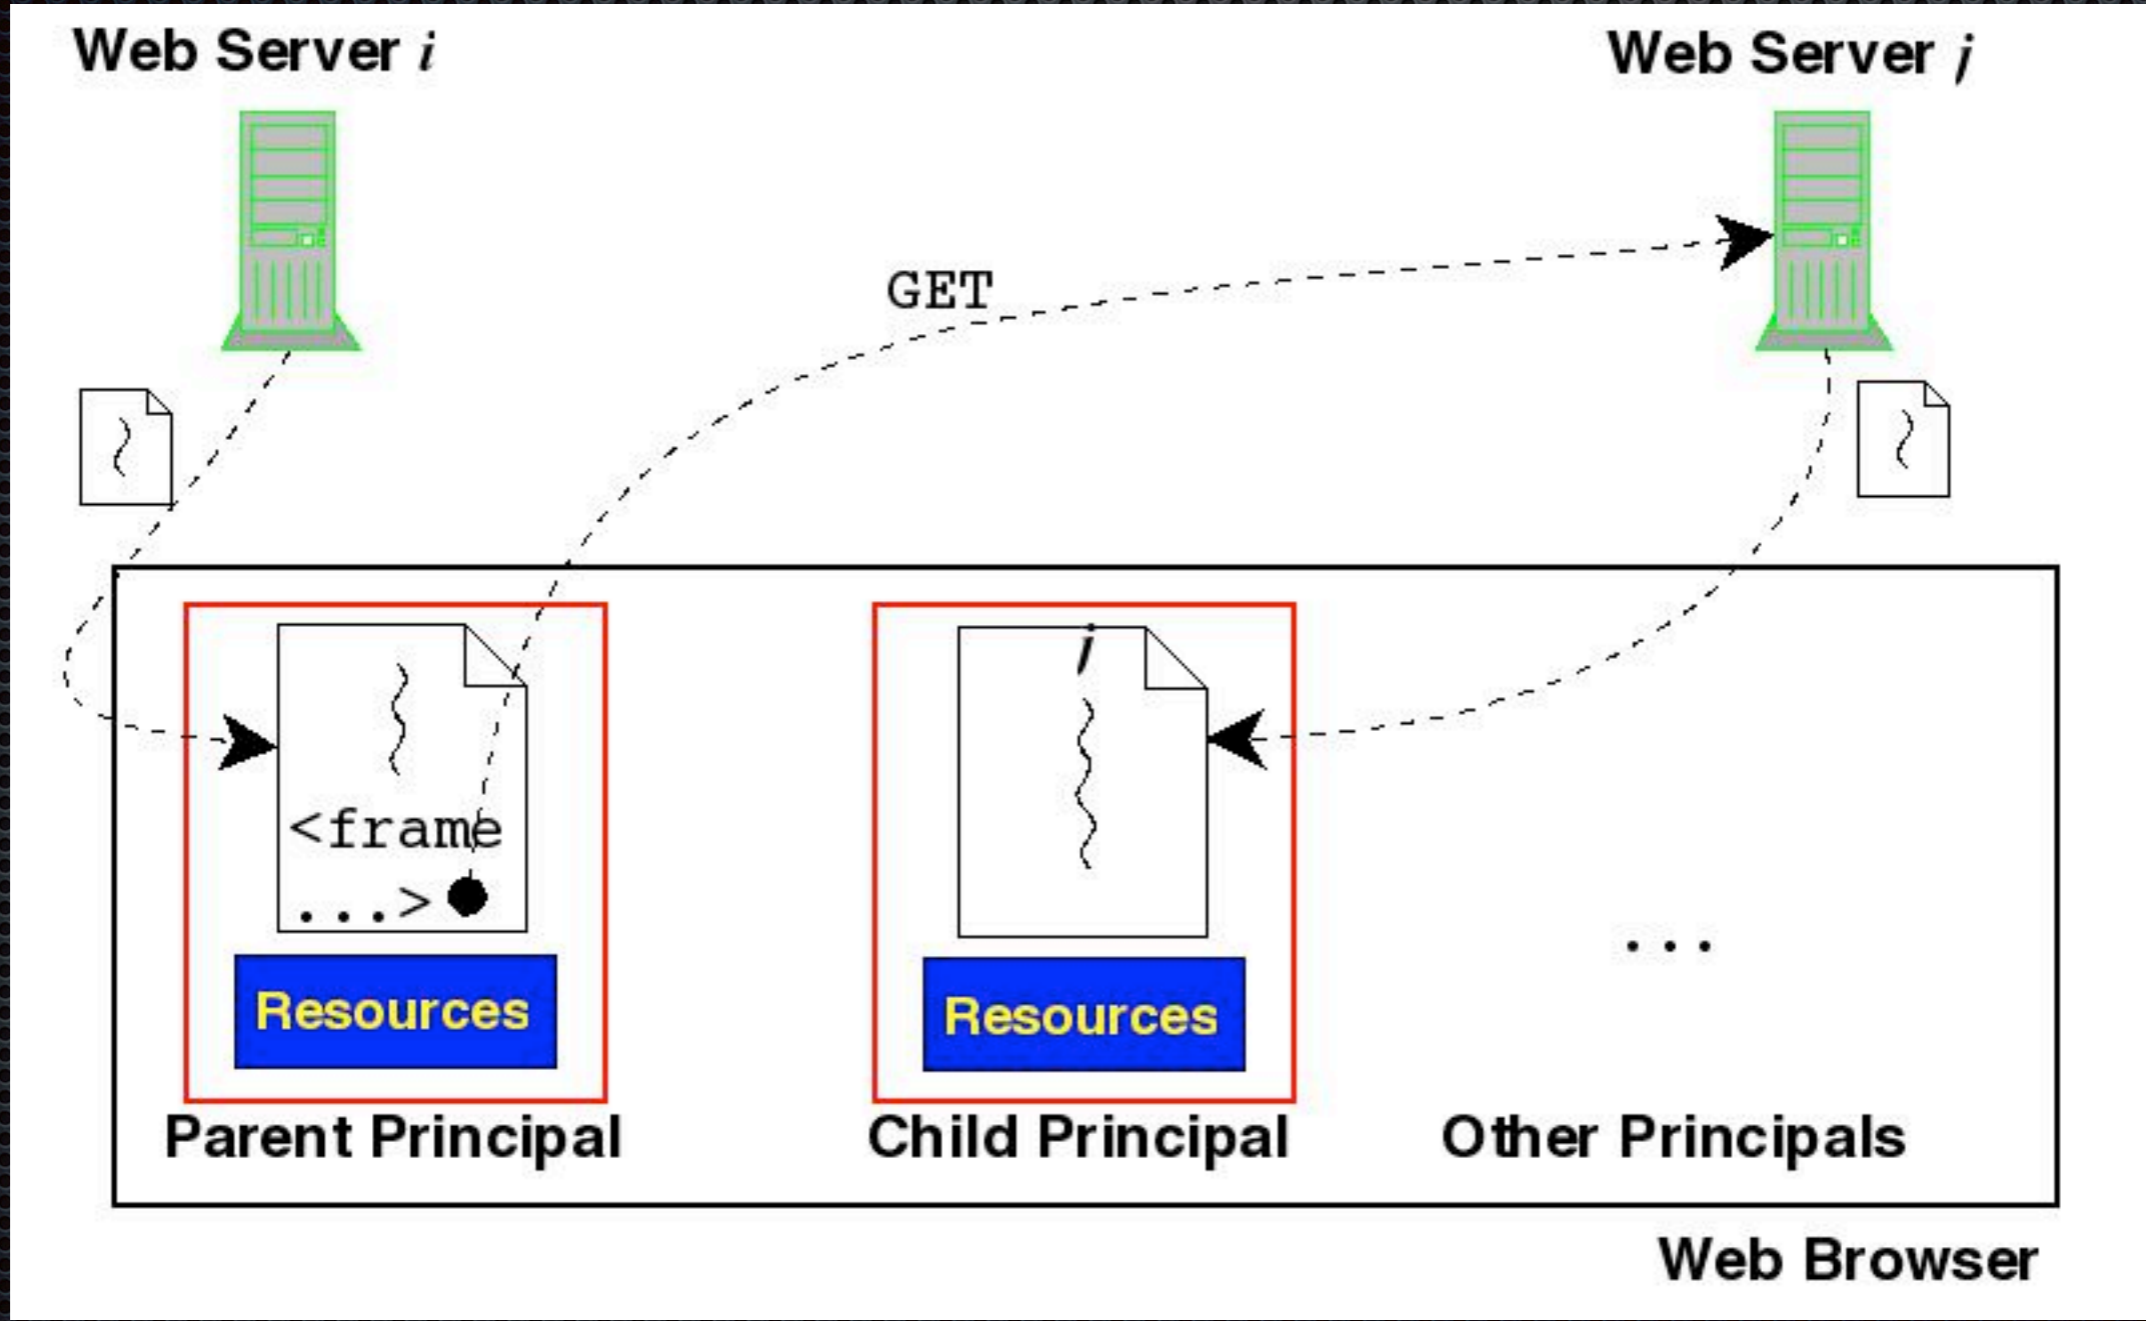 Web Server i
Web Server j
GET
j
<frame
...>
Resources
Resources
...
Parent Principal
Child Principal
Other Principals
Web Browser